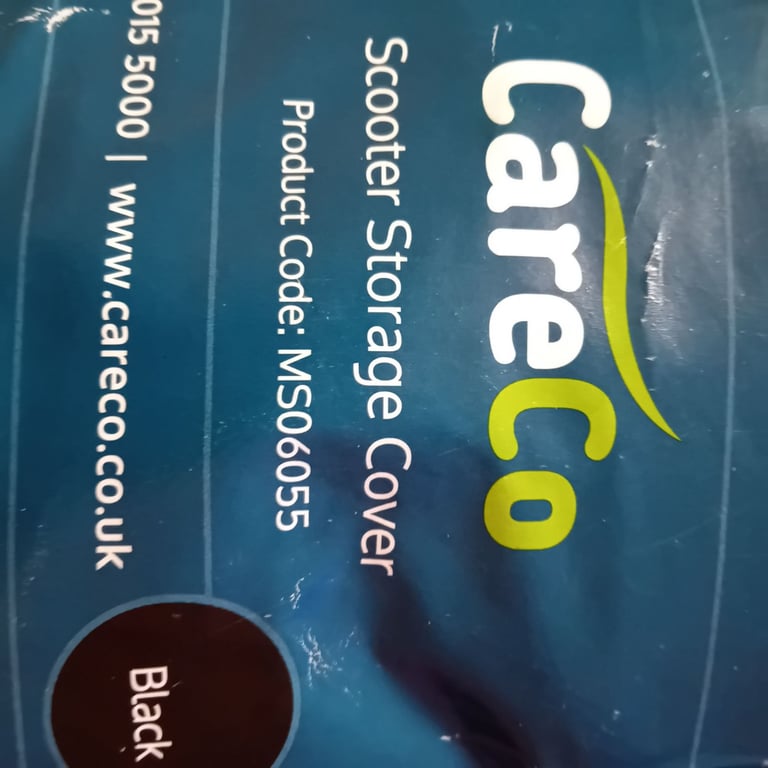 CareCo
Scooter Storage Cover
Product Code: MS06055
015 5000 | www.careco.co.uk
Black